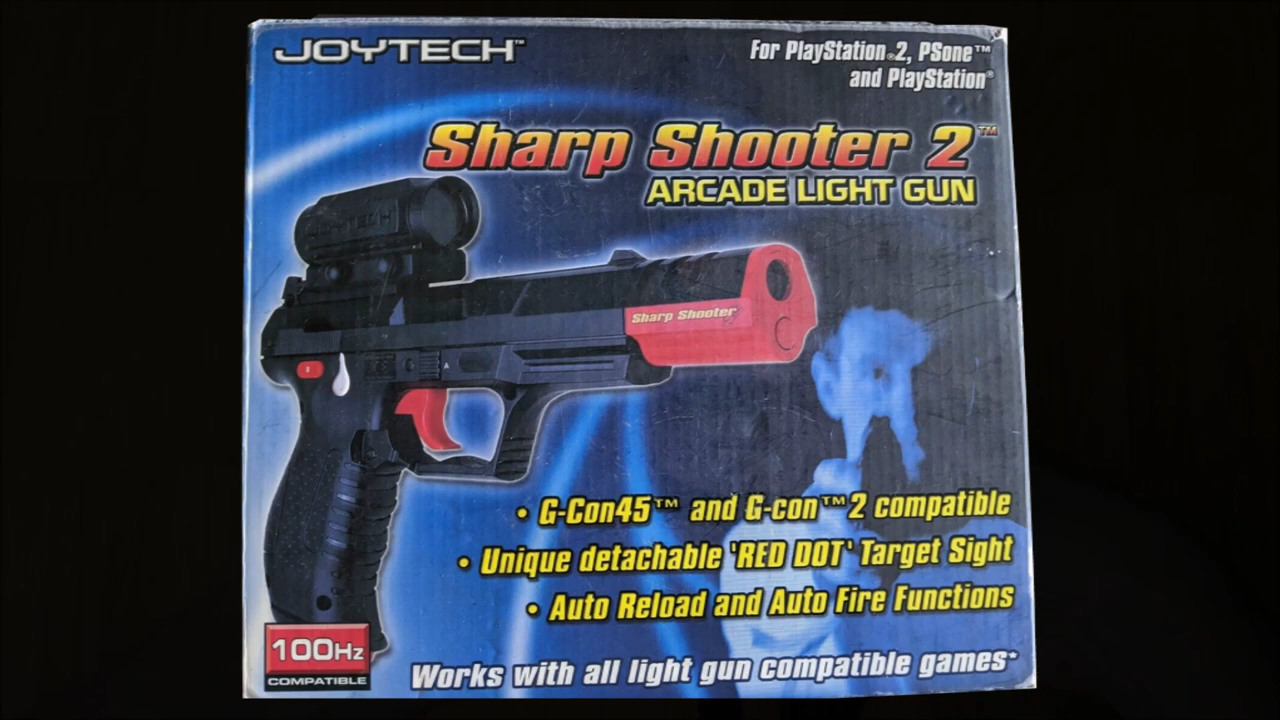 JOYTECH™
For PlayStation®2, PSone™
and PlayStation®
Sharp Shooter 2™
ARCADE LIGHT GUN
JOYTECH
Sharp Shooter 2
A
• G-Con45™ and G-con™2 compatible
• Unique detachable 'RED DOT' Target Sight
• Auto Reload and Auto Fire Functions
100Hz
COMPATIBLE
Works with all light gun compatible games*